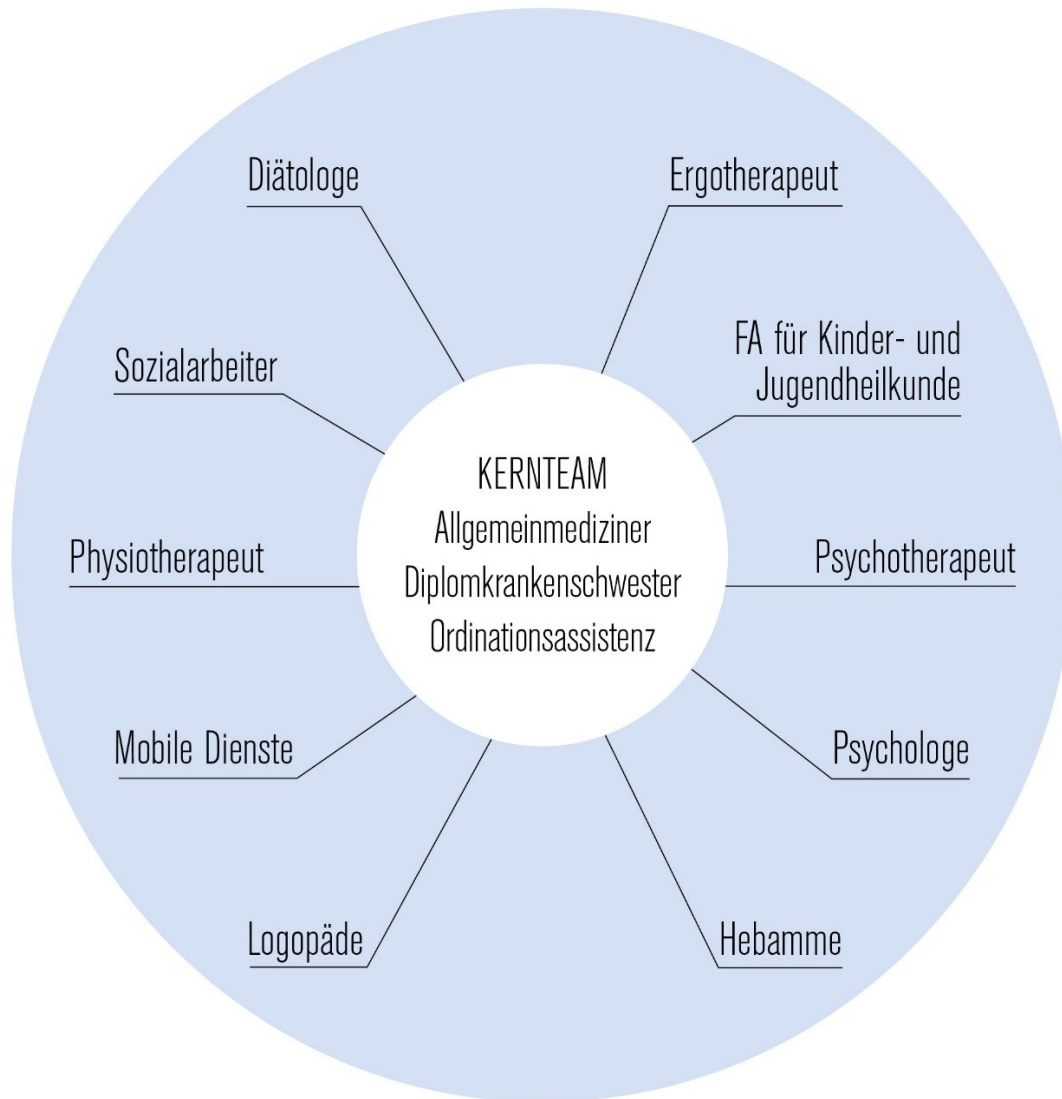 Diätologe
Ergotherapeut
FA für Kinder- und
Jugendheilkunde
Sozialarbeiter
KERNTEAM
Allgemeinmediziner
Diplomkrankenschwester
Ordinationsassistenz
Physiotherapeut
Psychotherapeut
Mobile Dienste
Psychologe
Logopäde
Hebamme